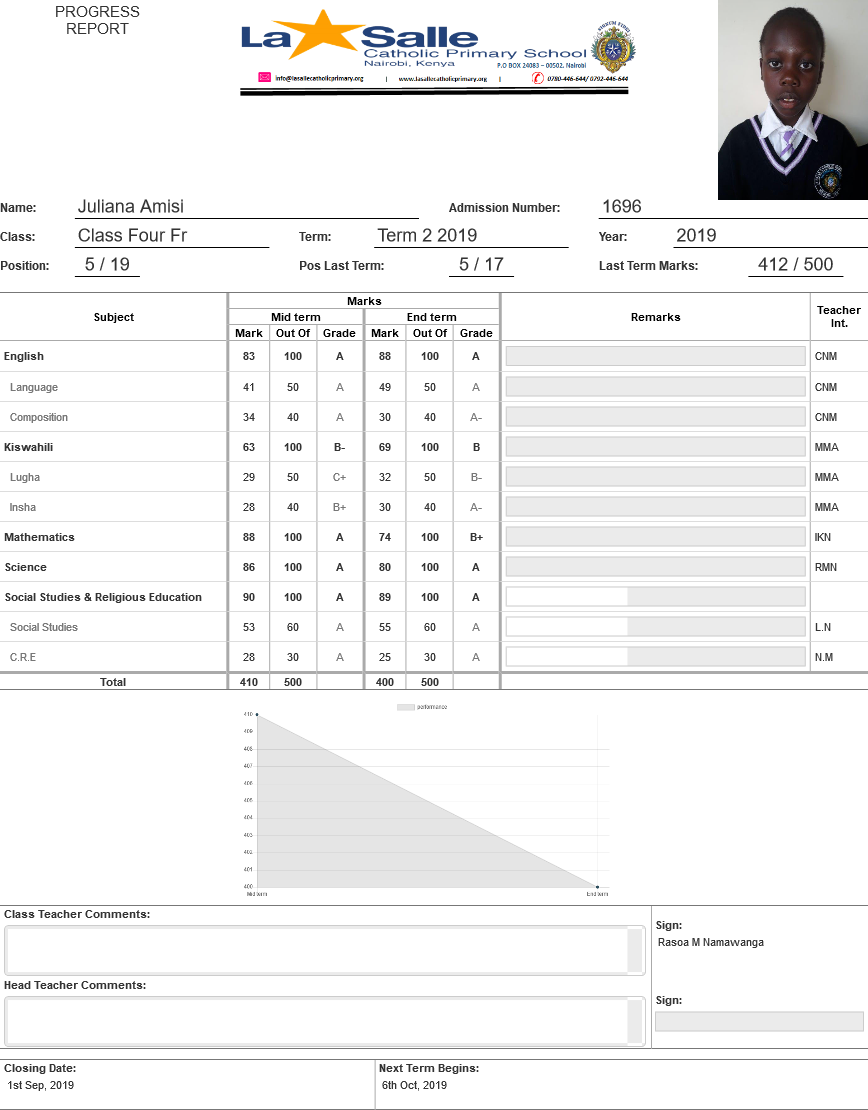 PROGRESS
REPORT
La Salle
Catholic Primary School
Nairobi, Kenya
P.O BOX 24083 – 00502, Nairobi
info@lasallecatholicprimary.org | www.lasallecatholicprimary.org | 0780-446-644/ 0792-446-644
Name: Juliana Amisi Admission Number: 1696
Class: Class Four Fr Term: Term 2 2019 Year: 2019
Position: 5 / 19 Pos Last Term: 5 / 17 Last Term Marks: 412 / 500
Marks
Subject Mid term End term Remarks Teacher Int.
Mark Out Of Grade Mark Out Of Grade
English 83 100 A 88 100 A CNM
Language 41 50 A 49 50 A CNM
Composition 34 40 A 30 40 A- CNM
Kiswahili 63 100 B- 69 100 B MMA
Lugha 29 50 C+ 32 50 B- MMA
Insha 28 40 B+ 30 40 A- MMA
Mathematics 88 100 A 74 100 B+ IKN
Science 86 100 A 80 100 A RMN
Social Studies & Religious Education 90 100 A 89 100 A
Social Studies 53 60 A 55 60 A L.N
C.R.E 28 30 A 25 30 A N.M
Total 410 500 400 500
performance
410
409
408
407
406
405
404
403
402
401
400
Mid term End term
Class Teacher Comments:
Sign:
Rasoa M Namawanga
Head Teacher Comments:
Sign:
Closing Date: Next Term Begins:
1st Sep, 2019 6th Oct, 2019